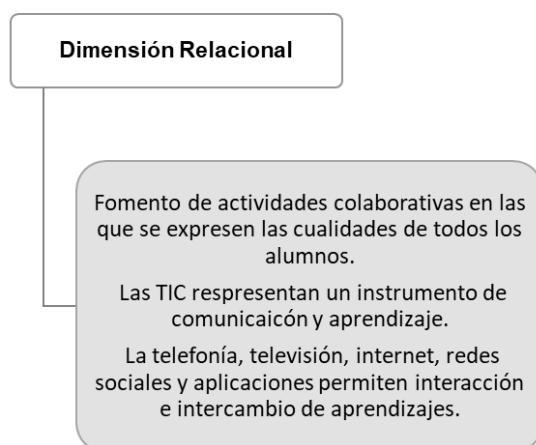 Dimensión Relacional
Fomento de actividades colaborativas en las
que se expresen las cualidades de todos los
alumnos.
Las TIC respresentan un instrumento de
comunicaicón y aprendizaje.
La telefonía, televisión, internet, redes
sociales y aplicaciones permiten interacción
e intercambio de aprendizajes.